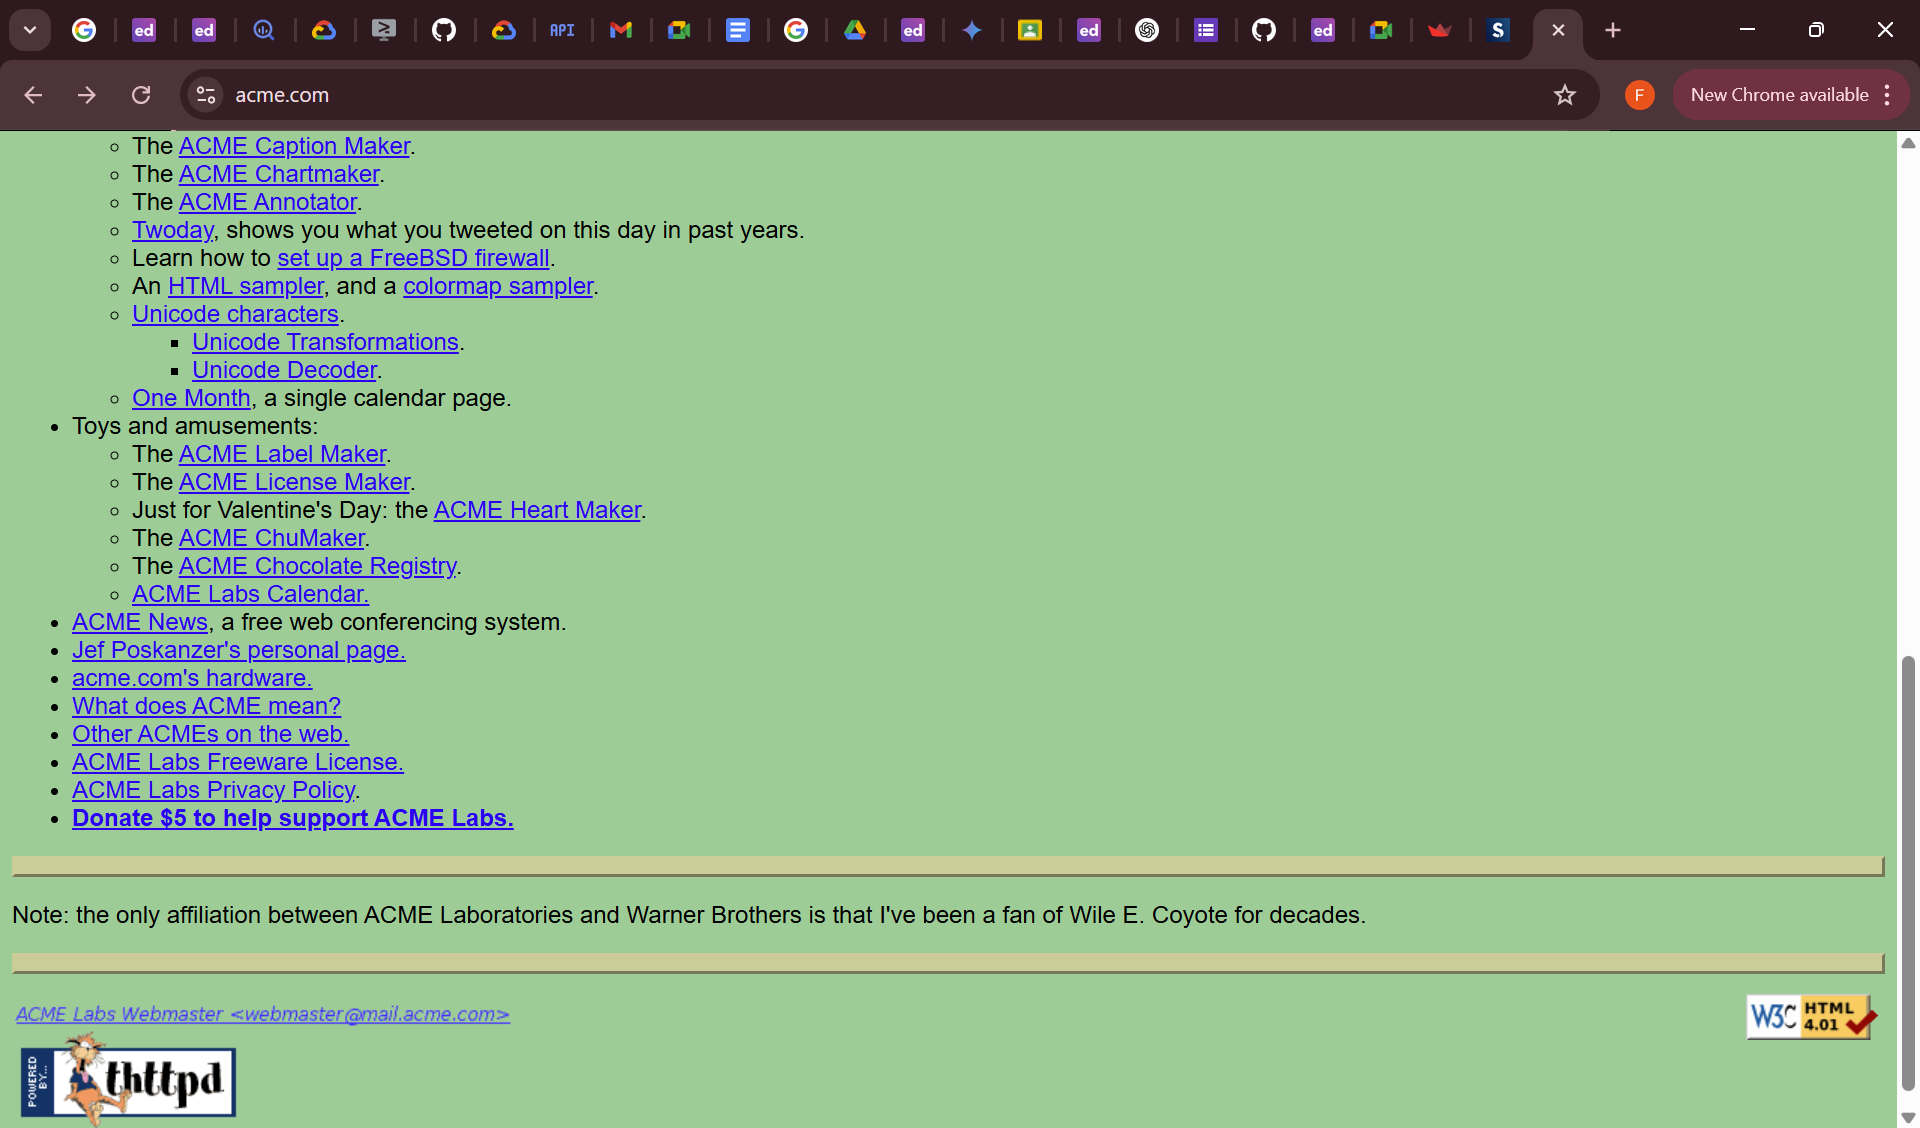 ed
ed
API
ed
ed
ed
S
acme.com
F
New Chrome available
The ACME Caption Maker.
The ACME Chartmaker.
The ACME Annotator.
Twoday, shows you what you tweeted on this day in past years.
Learn how to set up a FreeBSD firewall.
An HTML sampler, and a colormap sampler.
Unicode characters.
Unicode Transformations.
Unicode Decoder.
One Month, a single calendar page.
Toys and amusements:
The ACME Label Maker.
The ACME License Maker.
Just for Valentine's Day: the ACME Heart Maker.
The ACME ChuMaker.
The ACME Chocolate Registry.
ACME Labs Calendar.
ACME News, a free web conferencing system.
Jef Poskanzer's personal page.
acme.com's hardware.
What does ACME mean?
Other ACMEs on the web.
ACME Labs Freeware License.
ACME Labs Privacy Policy.
Donate $5 to help support ACME Labs.
Note: the only affiliation between ACME Laboratories and Warner Brothers is that I've been a fan of Wile E. Coyote for decades.
ACME Labs Webmaster <webmaster@mail.acme.com>
W3C HTML 4.01
POWERED BY... thttpd